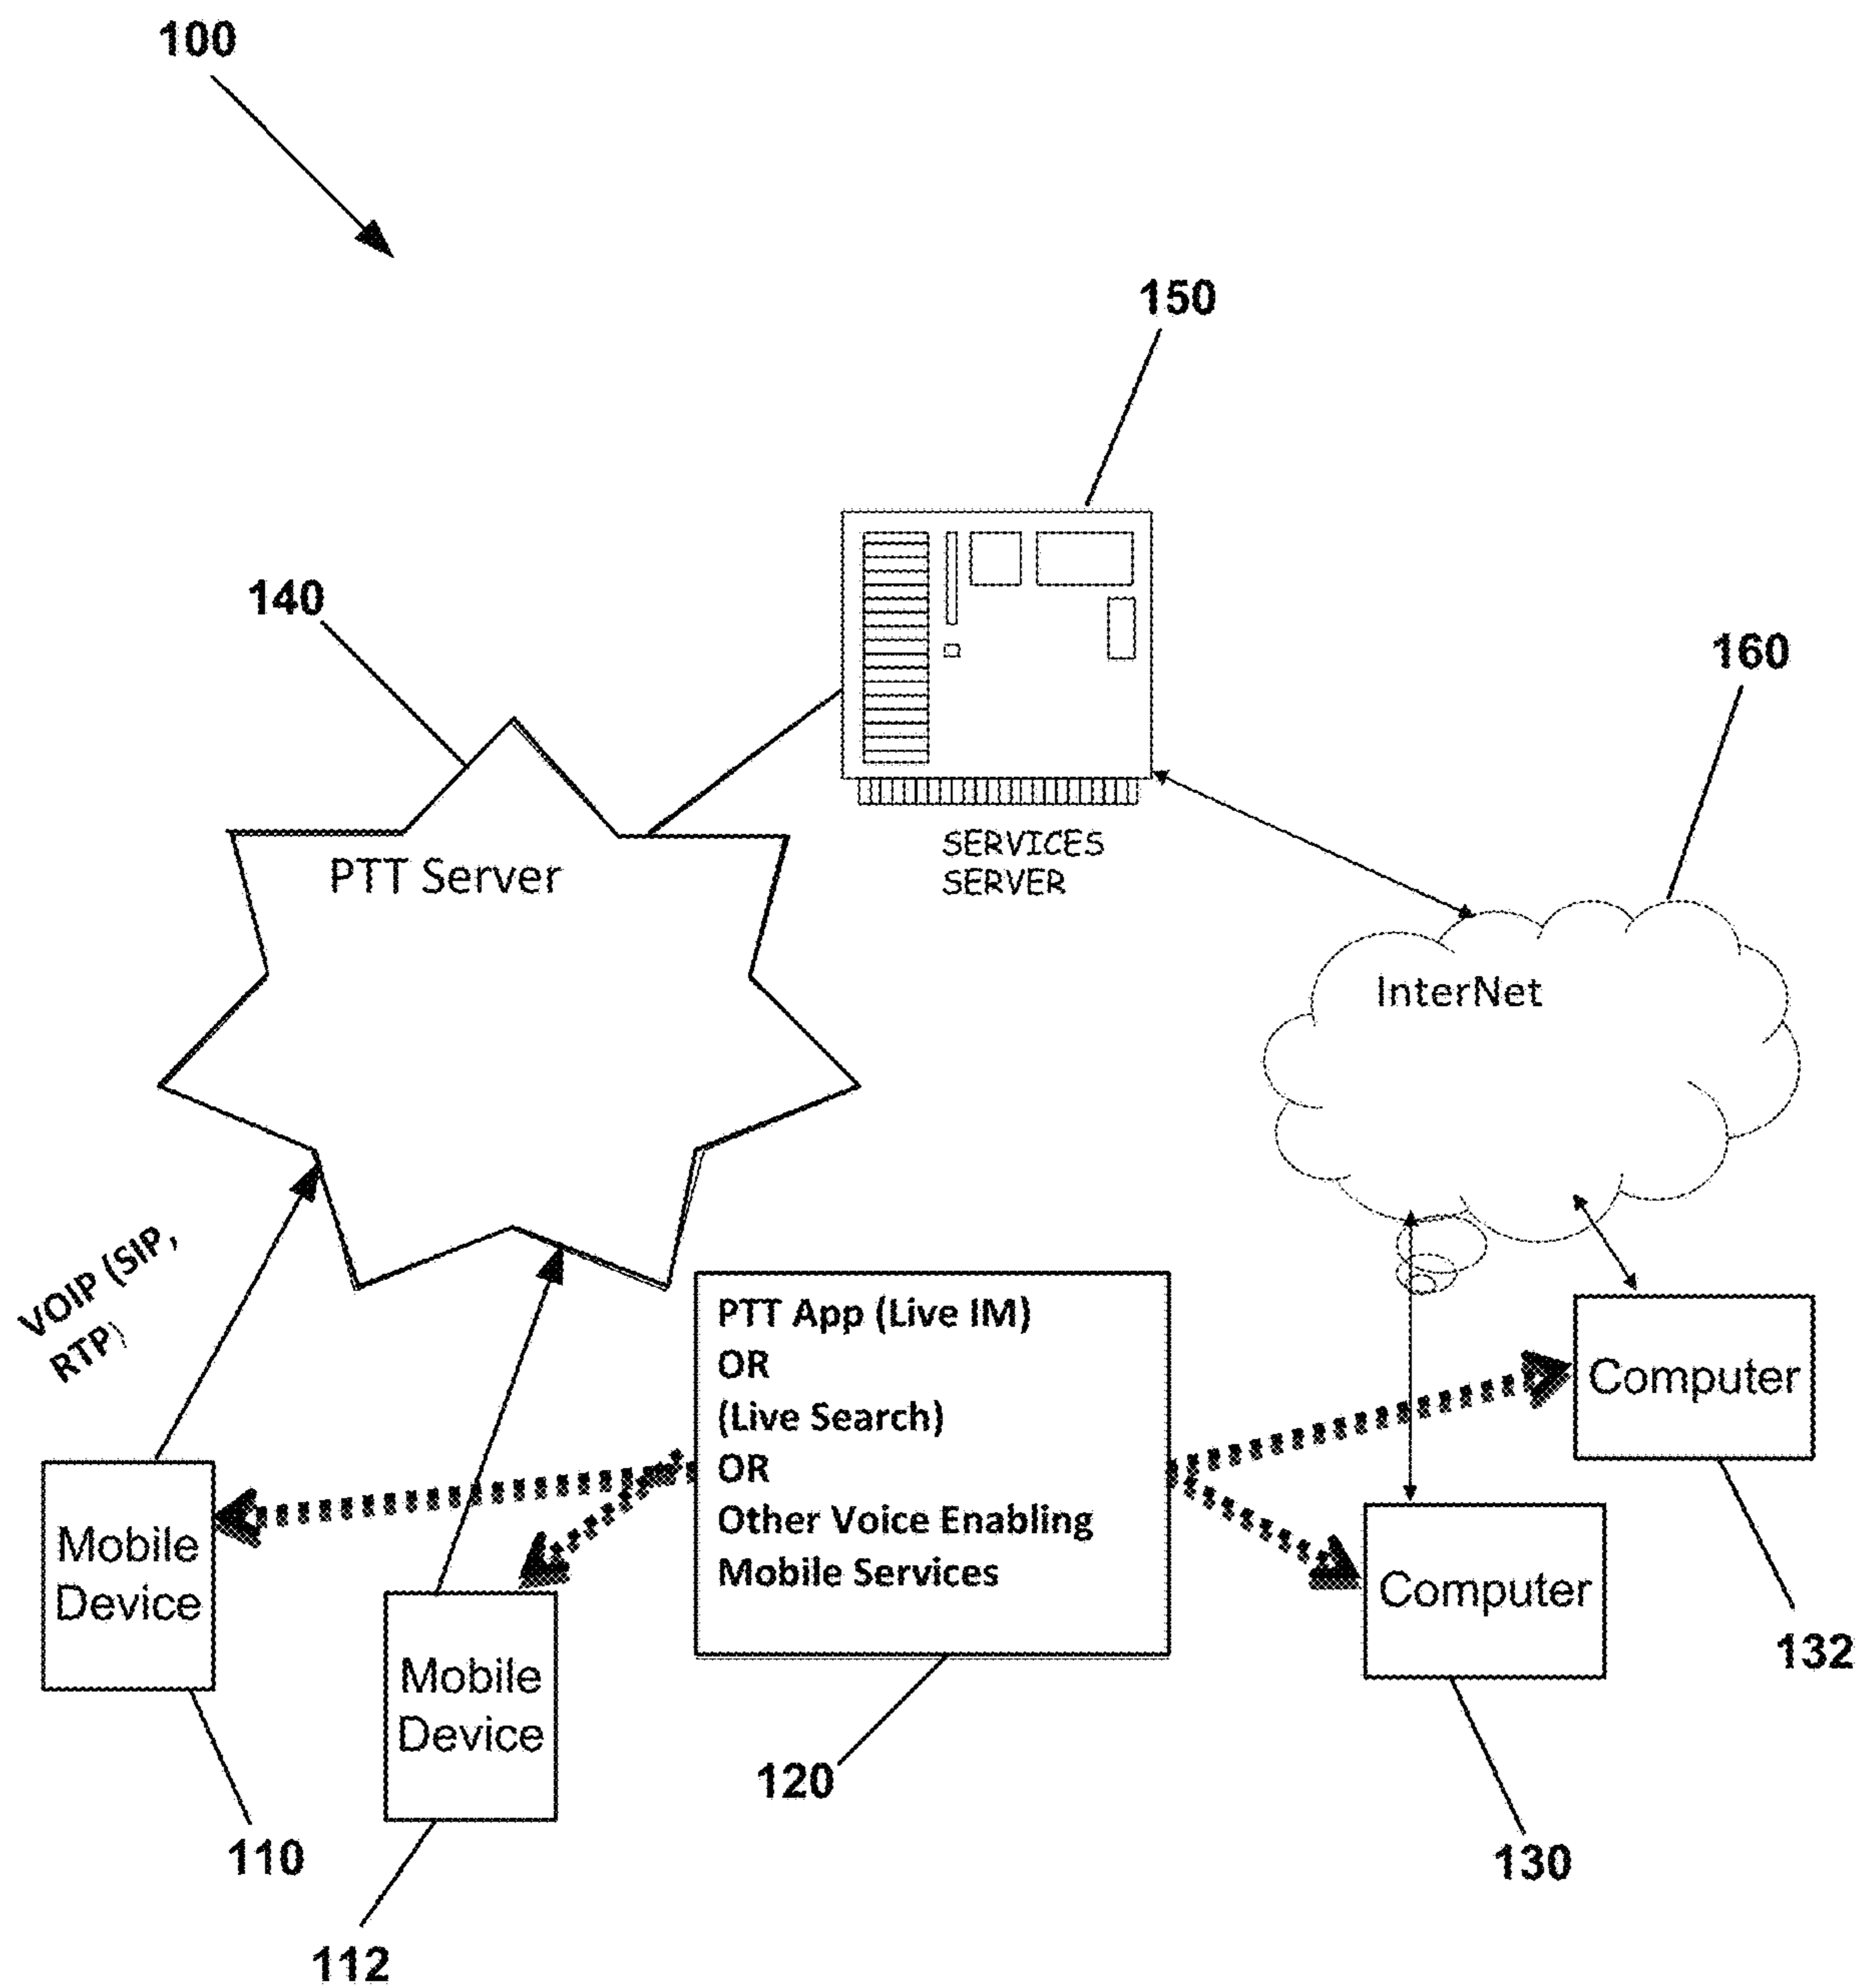 100
150
140
160
PTT Server
SERVICES
SERVER
InterNet
VOIP (SIP,
RTP)
PTT App (Live IM)
OR
(Live Search)
OR
Other Voice Enabling
Mobile Services
Computer
Computer
Mobile
Device
Mobile
Device
132
120
110
130
112